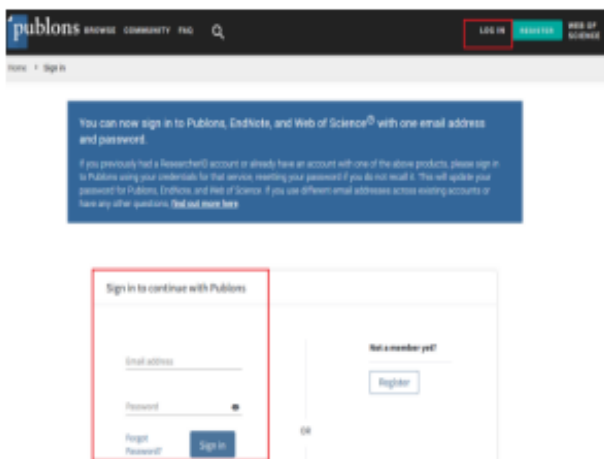 publons BROWSE COMMUNITY FAQ LOG IN REGISTER WEB OF SCIENCE
Home > Sign in
You can now sign in to Publons, EndNote, and Web of Science® with one email address
and password.
If you previously had a ResearcherID account or already have an account with one of the above products, please sign in
to Publons using your credentials for that service, resetting your password if you do not recall it. This will update your
password for Publons, EndNote, and Web of Science. If you use different email addresses across existing accounts or
have any other questions, find out more here
Sign in to continue with Publons
Not a member yet?
Email address
Register
Password
OR
Forgot
Password?
Sign in